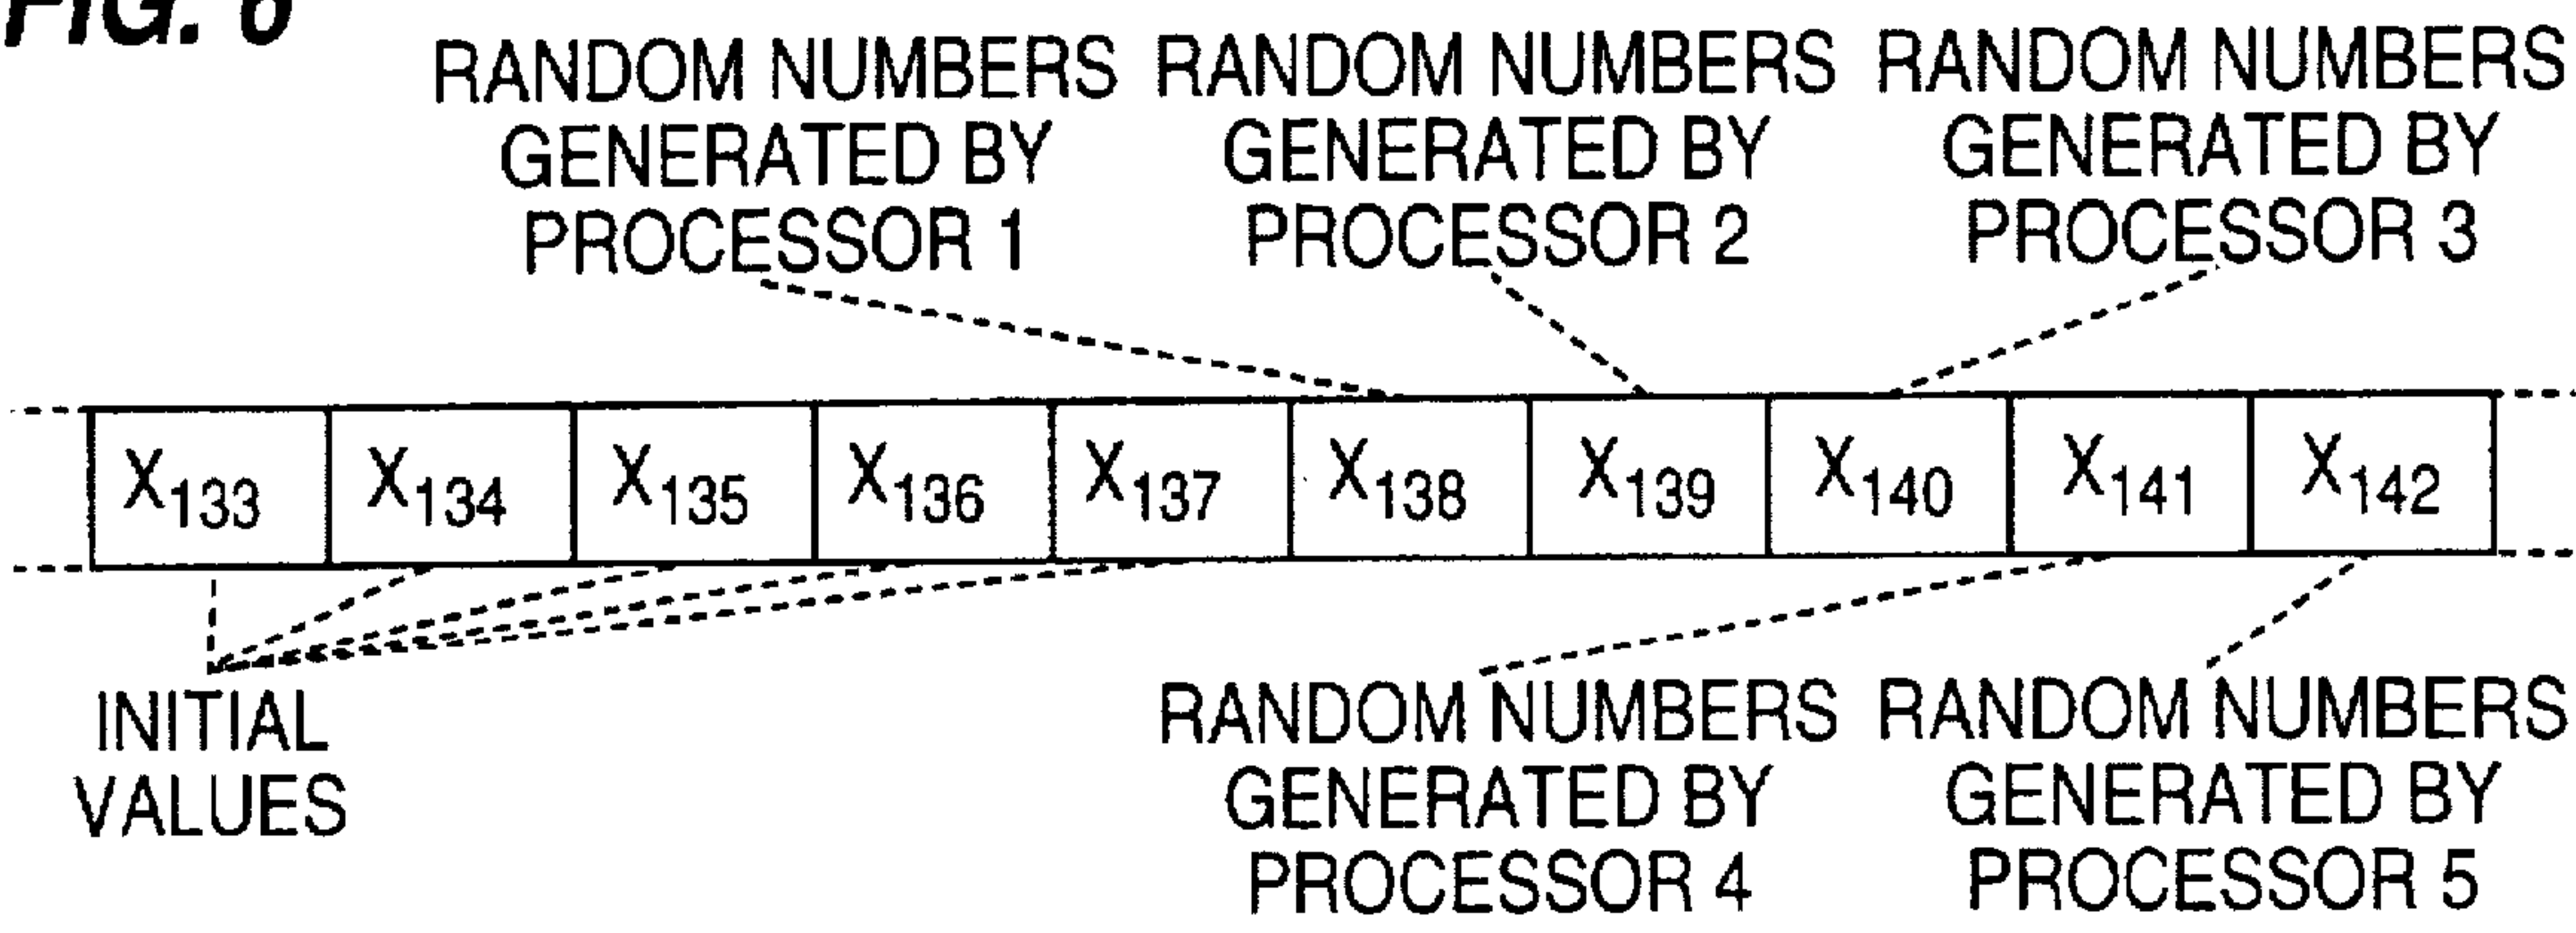 FIG. 6
RANDOM NUMBERS
GENERATED BY
PROCESSOR 1
RANDOM NUMBERS
GENERATED BY
PROCESSOR 2
RANDOM NUMBERS
GENERATED BY
PROCESSOR 3
X133 X134 X135 X136 X137 X138 X139 X140 X141 X142
INITIAL
VALUES
RANDOM NUMBERS
GENERATED BY
PROCESSOR 4
RANDOM NUMBERS
GENERATED BY
PROCESSOR 5